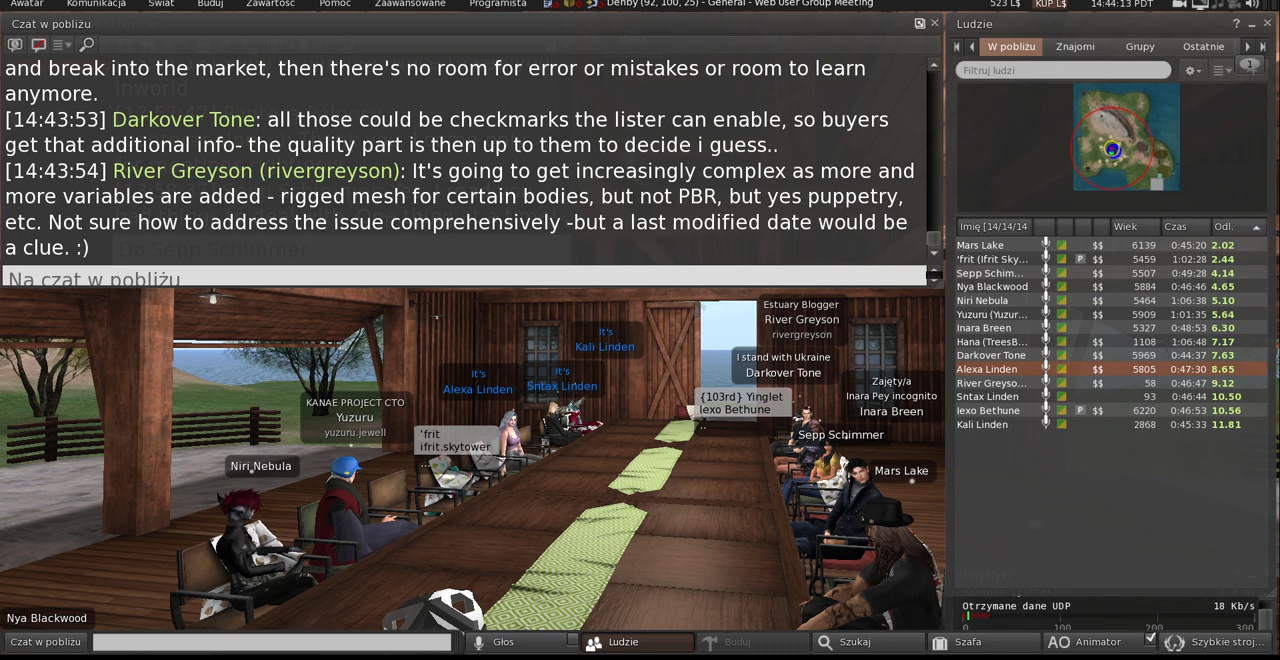 Awatar Komunikacja Świat Buduj Zawartość Pomoc Zaawansowane Programista Denby (92, 100, 25) - General - Web User Group Meeting 523 L$ KUP L$ 14:44:13 PDT
Czat w pobliżu
and break into the market, then there's no room for error or mistakes or room to learn
anymore.
[14:43:53] Darkover Tone: all those could be checkmarks the lister can enable, so buyers
get that additional info- the quality part is then up to them to decide i guess..
[14:43:54] River Greyson (rivergreyson): It's going to get increasingly complex as more and
more variables are added - rigged mesh for certain bodies, but not PBR, but yes puppetry,
etc. Not sure how to address the issue comprehensively -but a last modified date would be
a clue. :)
Do Sepp Schimmer
Na czat w pobliżu
Estuary Blogger
River Greyson
rivergreyson
It's
Kali Linden
I stand with Ukraine
Darkover Tone
It's
Alexa Linden
It's
Sntax Linden
Zajęty/a
Inara Pey incognito
Inara Breen
{103rd} Yinglet
Iexo Bethune
..
KANAE PROJECT CTO
Yuzuru
yuzuru.jewell
'frit
ifrit.skytower
...
Sepp Schimmer
Niri Nebula
Mars Lake
Nya Blackwood
Ludzie
W pobliżu Znajomi Grupy Ostatnie
1
Filtruj ludzi
Imię [14/14/14 Wiek Czas Odl.
Mars Lake $$ 6139 0:45:20 2.02
'frit (Ifrit Sky... P $$ 5459 1:02:28 2.44
Sepp Schim... $$ 5507 0:49:28 4.14
Nya Blackwood $$ 5884 0:46:46 4.65
Niri Nebula $$ 5464 1:06:38 5.10
Yuzuru (Yuzur... $$ 5909 1:01:35 5.64
Inara Breen 5327 0:48:53 6.30
Hana (TreesB... $$ 1108 1:06:48 7.17
Darkover Tone $$ 5969 0:44:37 7.63
Alexa Linden $$ 5805 0:47:30 8.65
River Greyso... $$ 58 0:46:47 9.12
Sntax Linden 93 0:46:44 10.50
Iexo Bethune P $$ 6220 0:46:53 10.56
Kali Linden 2868 0:45:33 11.81
Otrzymane dane UDP 18 Kb/s
0 100 200 300
Czat w pobliżu Głos Ludzie Buduj Szukaj Szafa AO Animator Szybkie stroj...